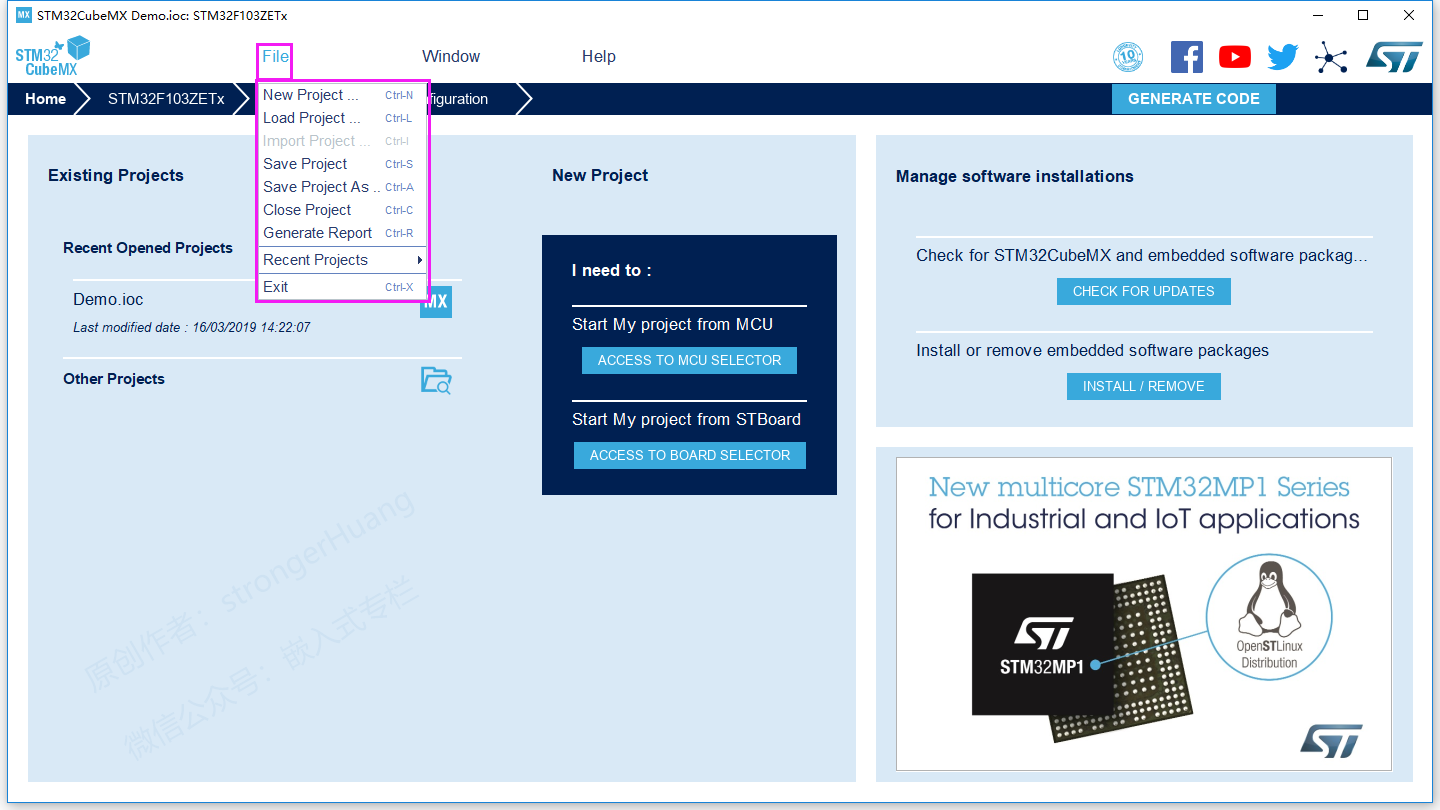 MX STM32CubeMX Demo.ioc: STM32F103ZETx
STM32
CubeMX
File
Window
Help
10
Home
STM32F103ZETx
figuration
GENERATE CODE
New Project ... Ctrl-N
Load Project ... Ctrl-L
Import Project ... Ctrl-I
Save Project Ctrl-S
Save Project As .. Ctrl-A
Close Project Ctrl-C
Generate Report Ctrl-R
Recent Projects
Exit Ctrl-X
Existing Projects
Recent Opened Projects
Demo.ioc
MX
Last modified date : 16/03/2019 14:22:07
Other Projects
New Project
I need to :
Start My project from MCU
ACCESS TO MCU SELECTOR
Start My project from STBoard
ACCESS TO BOARD SELECTOR
Manage software installations
Check for STM32CubeMX and embedded software packag...
CHECK FOR UPDATES
Install or remove embedded software packages
INSTALL / REMOVE
New multicore STM32MP1 Series
for Industrial and IoT applications
STM32MP1
OpenSTLinux
Distribution
原创作者：strongerHuang
微信公众号：嵌入式专栏